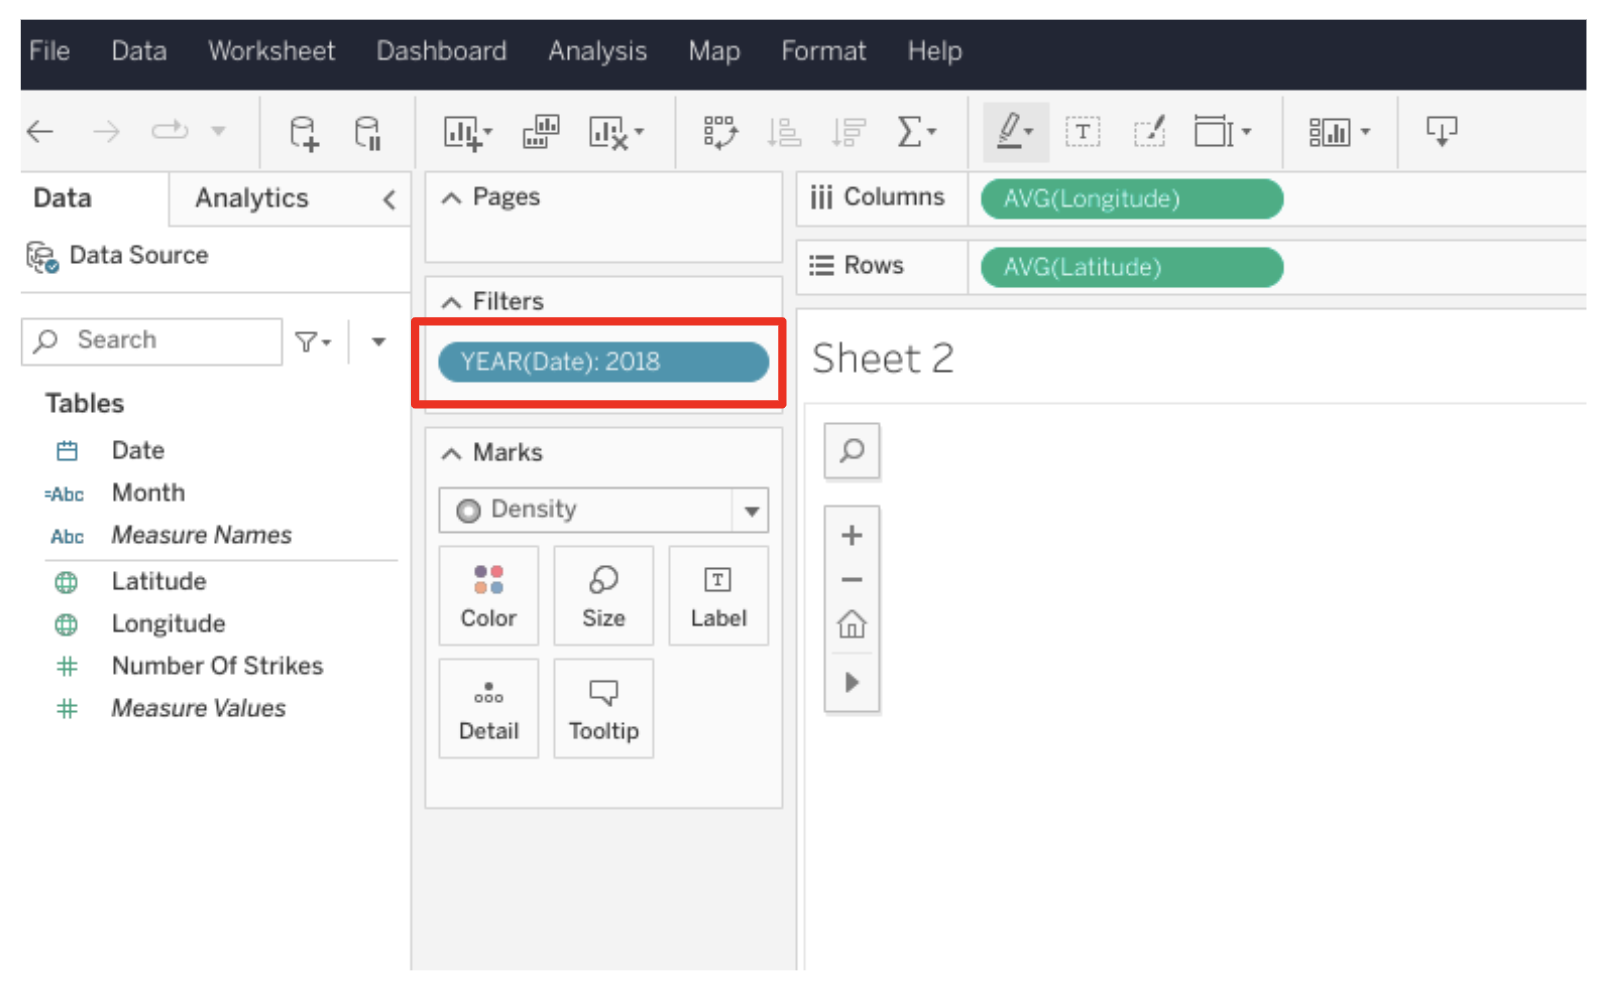 File Data Worksheet Dashboard Analysis Map Format Help
Data Analytics
Data Source
Search
Tables
Date
=Abc Month
Abc Measure Names
Latitude
Longitude
# Number Of Strikes
# Measure Values
Pages
Filters
YEAR(Date): 2018
Marks
Density
Color Size Label
Detail Tooltip
Columns AVG(Longitude)
Rows AVG(Latitude)
Sheet 2